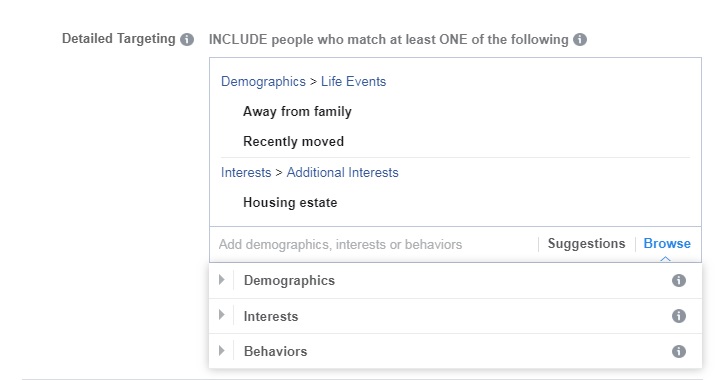 Detailed Targeting INCLUDE people who match at least ONE of the following
Demographics > Life Events
Away from family
Recently moved
Interests > Additional Interests
Housing estate
Add demographics, interests or behaviors Suggestions Browse
Demographics
Interests
Behaviors